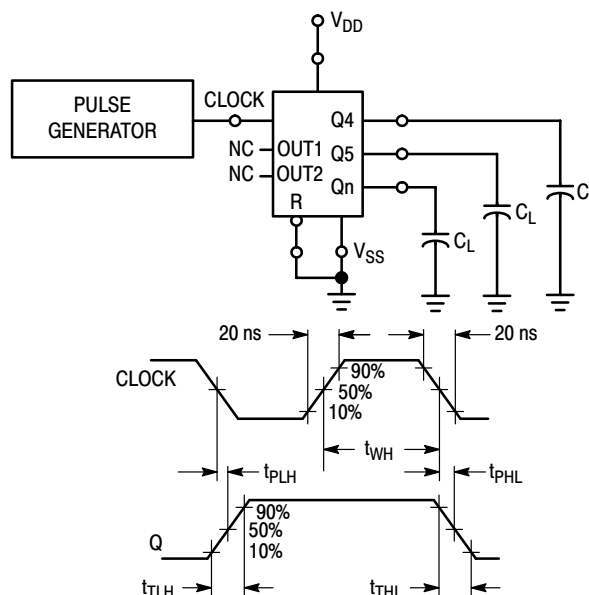 VDD
PULSE
GENERATOR
CLOCK
Q4
NC OUT1
Q5
NC OUT2
Qn
R
C
CL
CL
VSS
20 ns
20 ns
CLOCK
90%
50%
10%
tWH
tPLH
tPHL
90%
50%
10%
Q
tTLH
tTHL